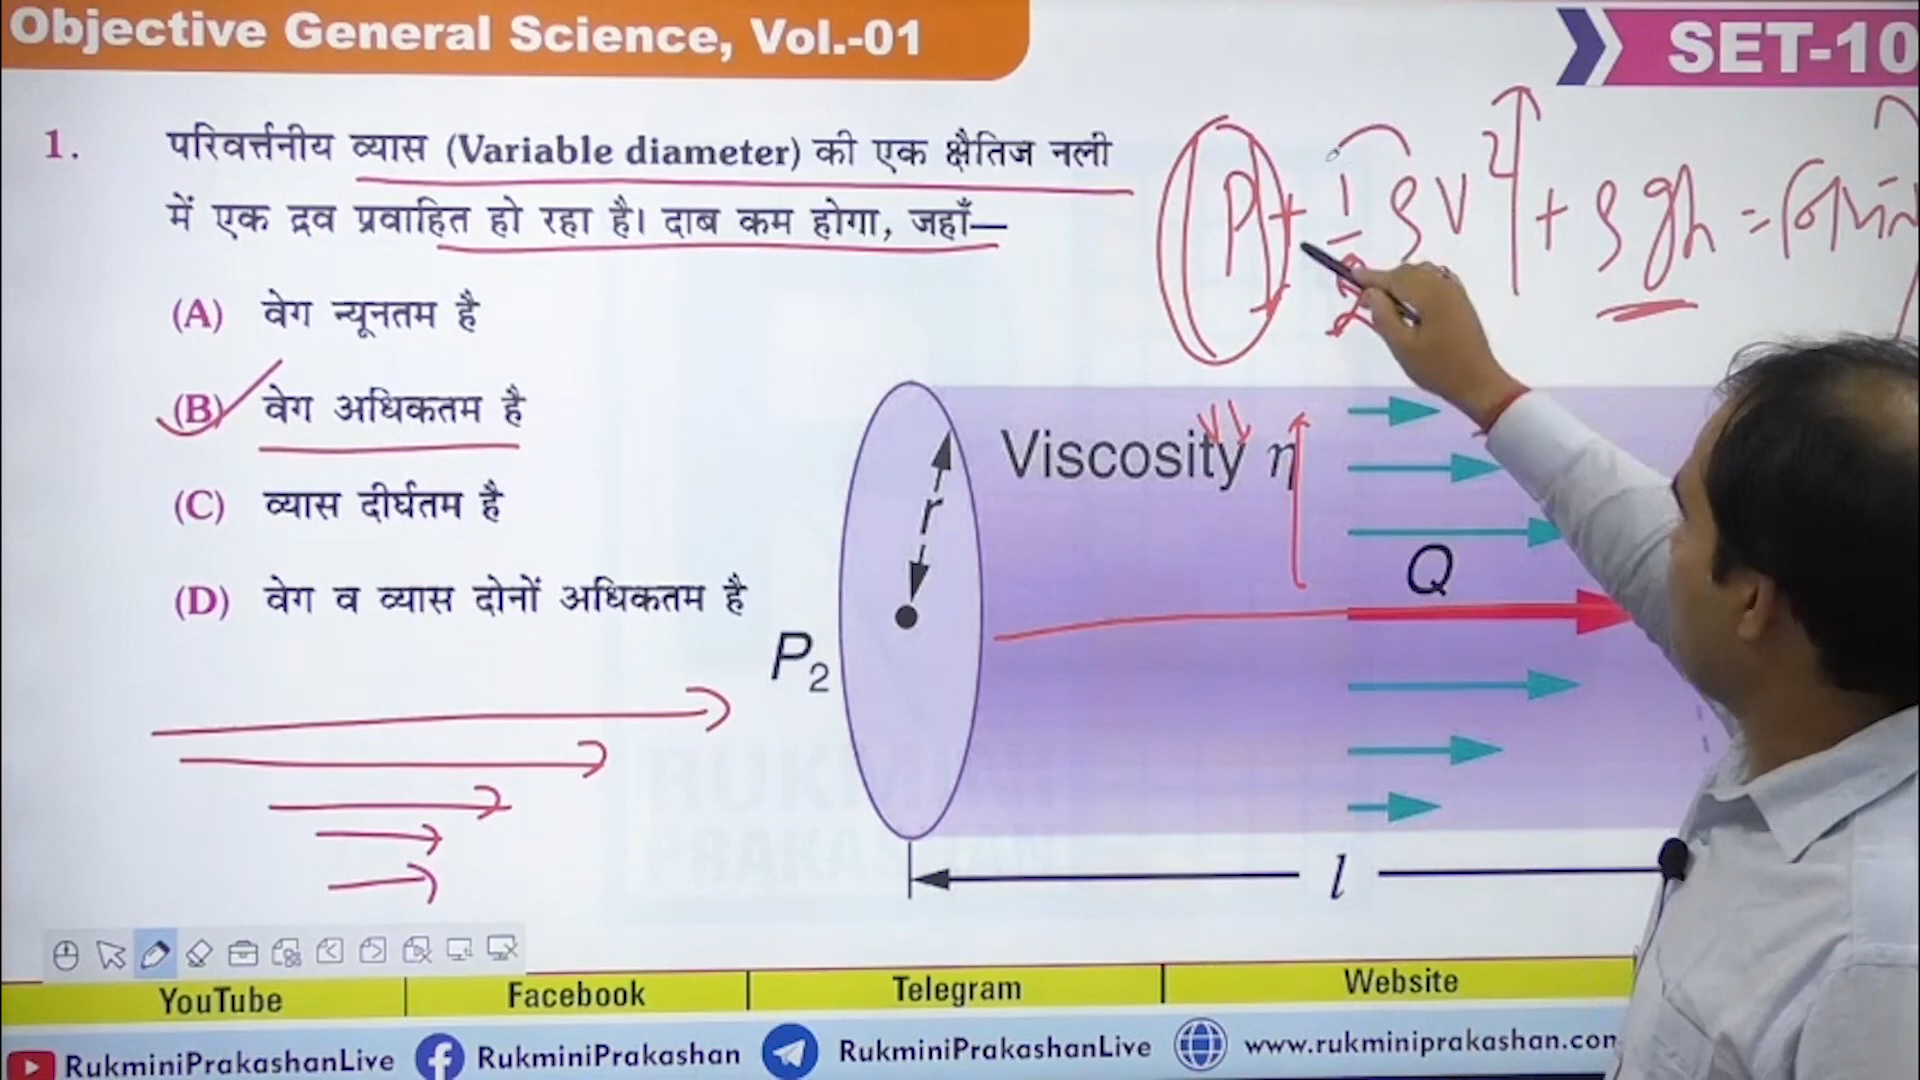 Objective General Science, Vol.-01
SET-10
1. परिवर्त्तनीय व्यास (Variable diameter) की एक क्षैतिज नली
में एक द्रव प्रवाहित हो रहा है। दाब कम होगा, जहाँ—
(A) वेग न्यूनतम है
(B) वेग अधिकतम है
(C) व्यास दीर्घतम है
(D) वेग व व्यास दोनों अधिकतम है
P + 1/2 ρv² + ρgh =
Viscosity η
r
Q
P₂
l
RUKMINI
PRAKASHAN
YouTube Facebook Telegram Website
RukminiPrakashanLive RukminiPrakashan RukminiPrakashanLive www.rukminiprakashan.com